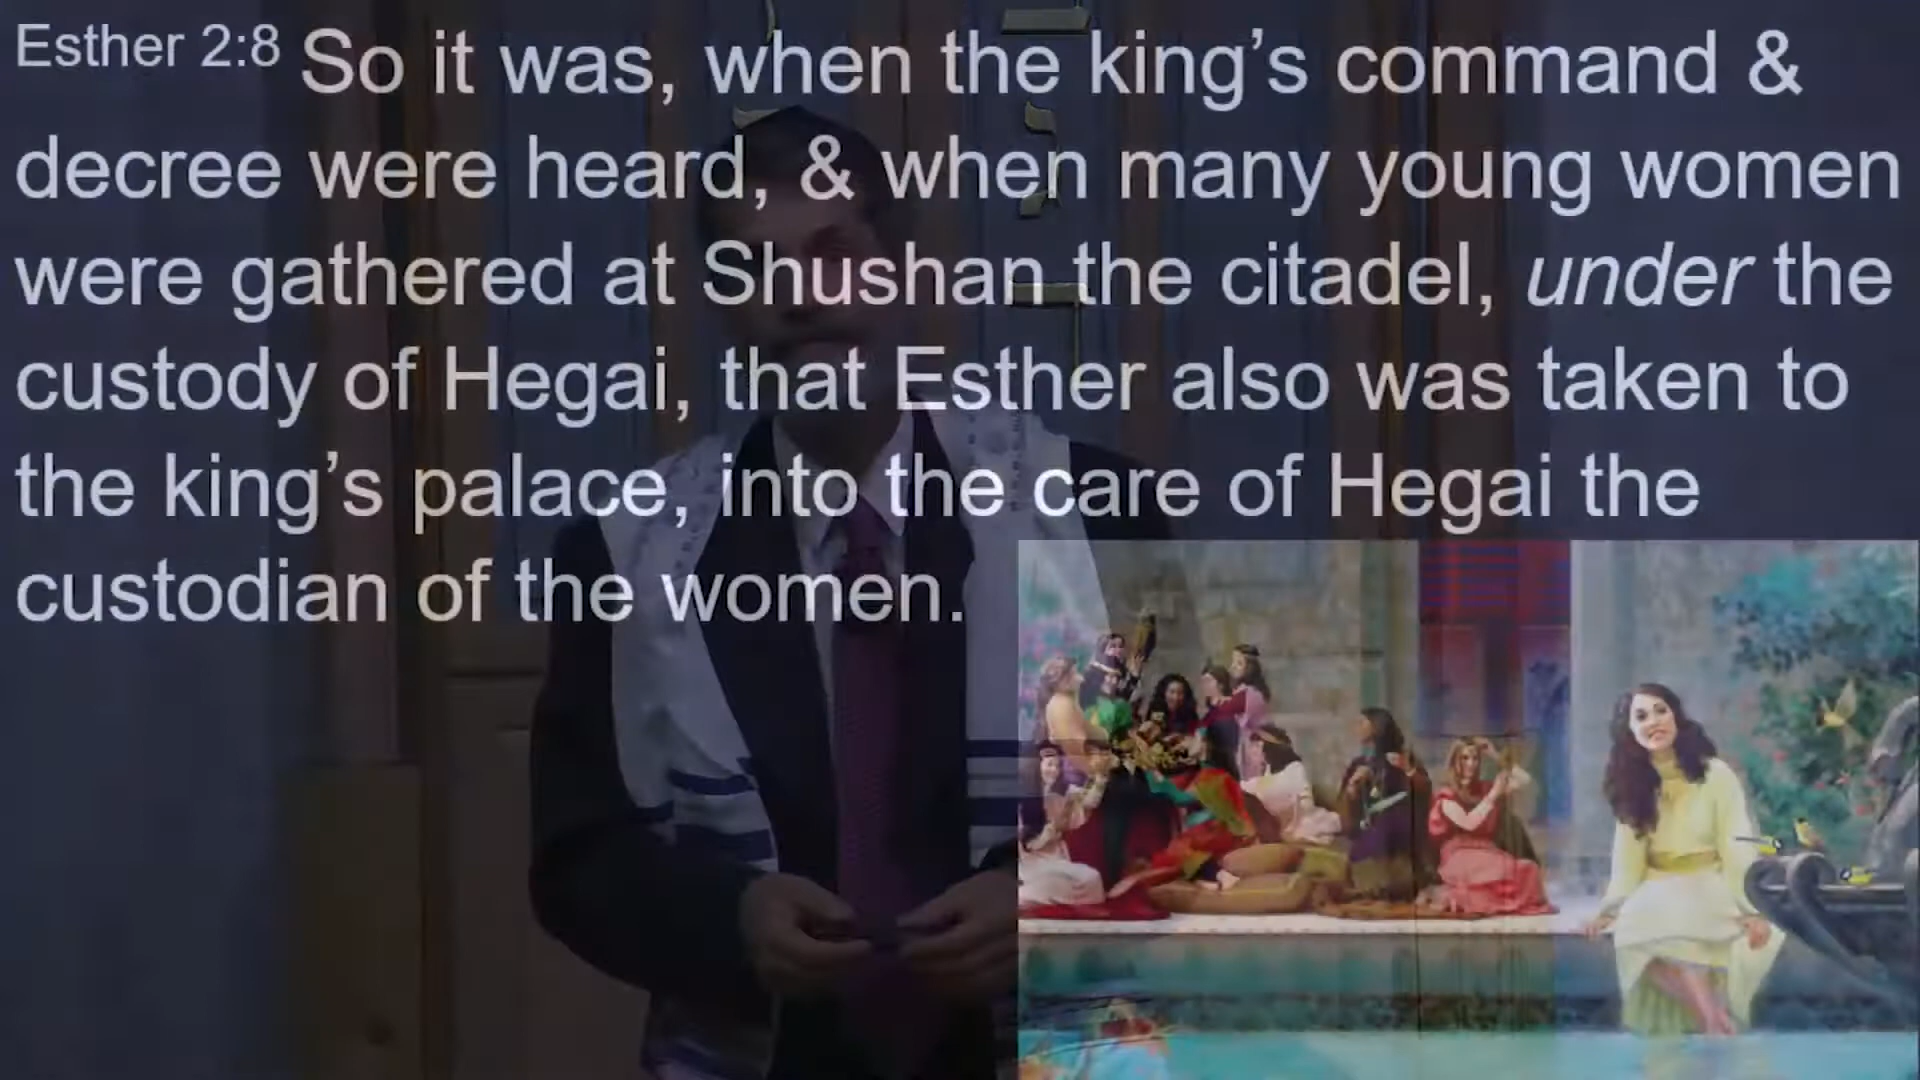 Esther 2:8 So it was, when the king’s command &
decree were heard, & when many young women
were gathered at Shushan the citadel, under the
custody of Hegai, that Esther also was taken to
the king’s palace, into the care of Hegai the
custodian of the women.